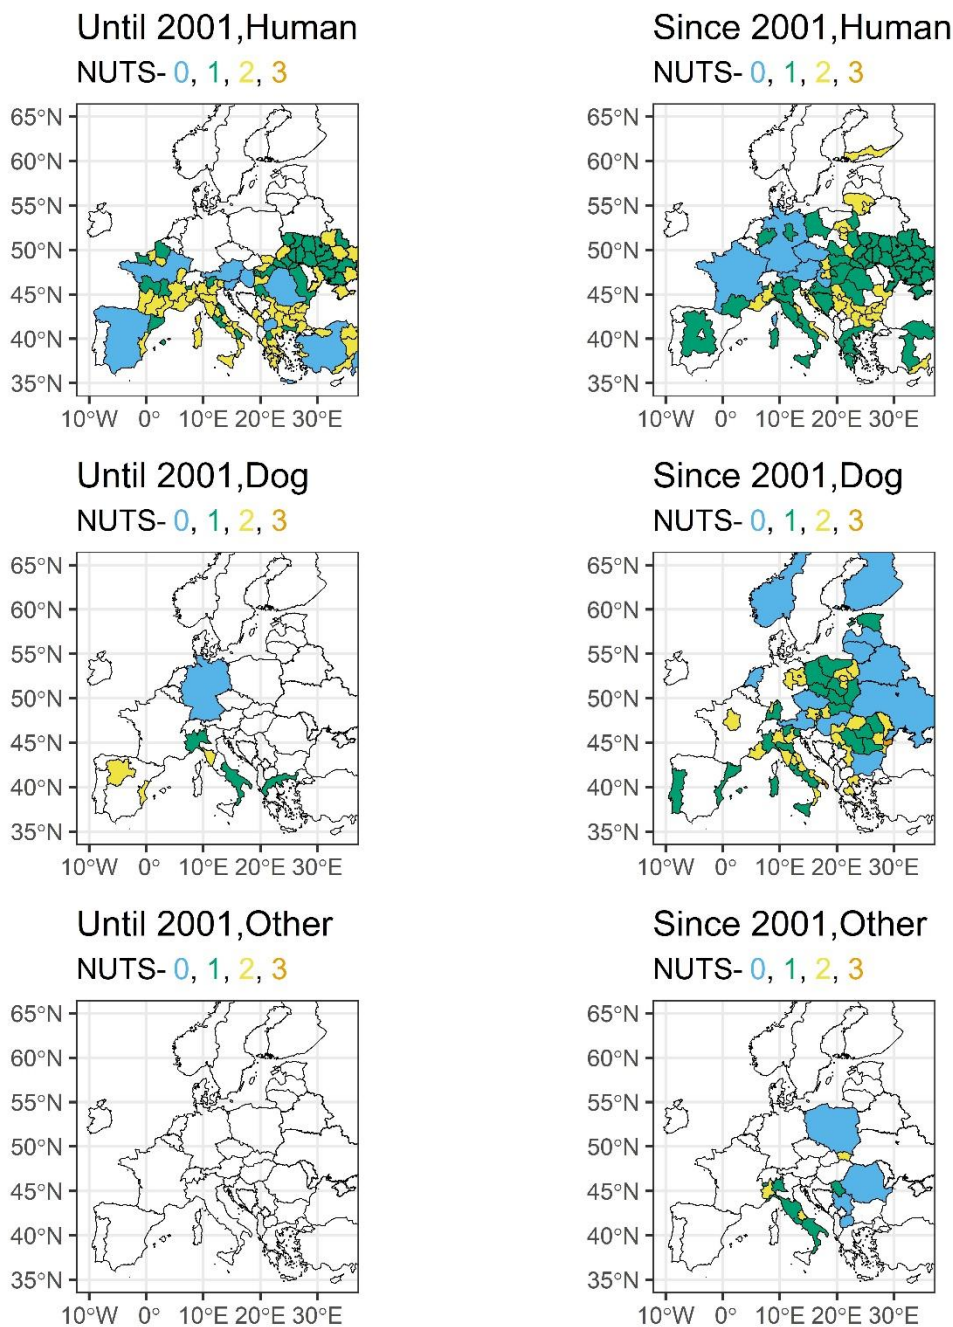 Until 2001,Human
NUTS- 0, 1, 2, 3
65°N
60°N
55°N
50°N
45°N
40°N
35°N
10°W 0° 10°E 20°E 30°E
Since 2001,Human
NUTS- 0, 1, 2, 3
65°N
60°N
55°N
50°N
45°N
40°N
35°N
10°W 0° 10°E 20°E 30°E
Until 2001,Dog
NUTS- 0, 1, 2, 3
65°N
60°N
55°N
50°N
45°N
40°N
35°N
10°W 0° 10°E 20°E 30°E
Since 2001,Dog
NUTS- 0, 1, 2, 3
65°N
60°N
55°N
50°N
45°N
40°N
35°N
10°W 0° 10°E 20°E 30°E
Until 2001,Other
NUTS- 0, 1, 2, 3
65°N
60°N
55°N
50°N
45°N
40°N
35°N
10°W 0° 10°E 20°E 30°E
Since 2001,Other
NUTS- 0, 1, 2, 3
65°N
60°N
55°N
50°N
45°N
40°N
35°N
10°W 0° 10°E 20°E 30°E